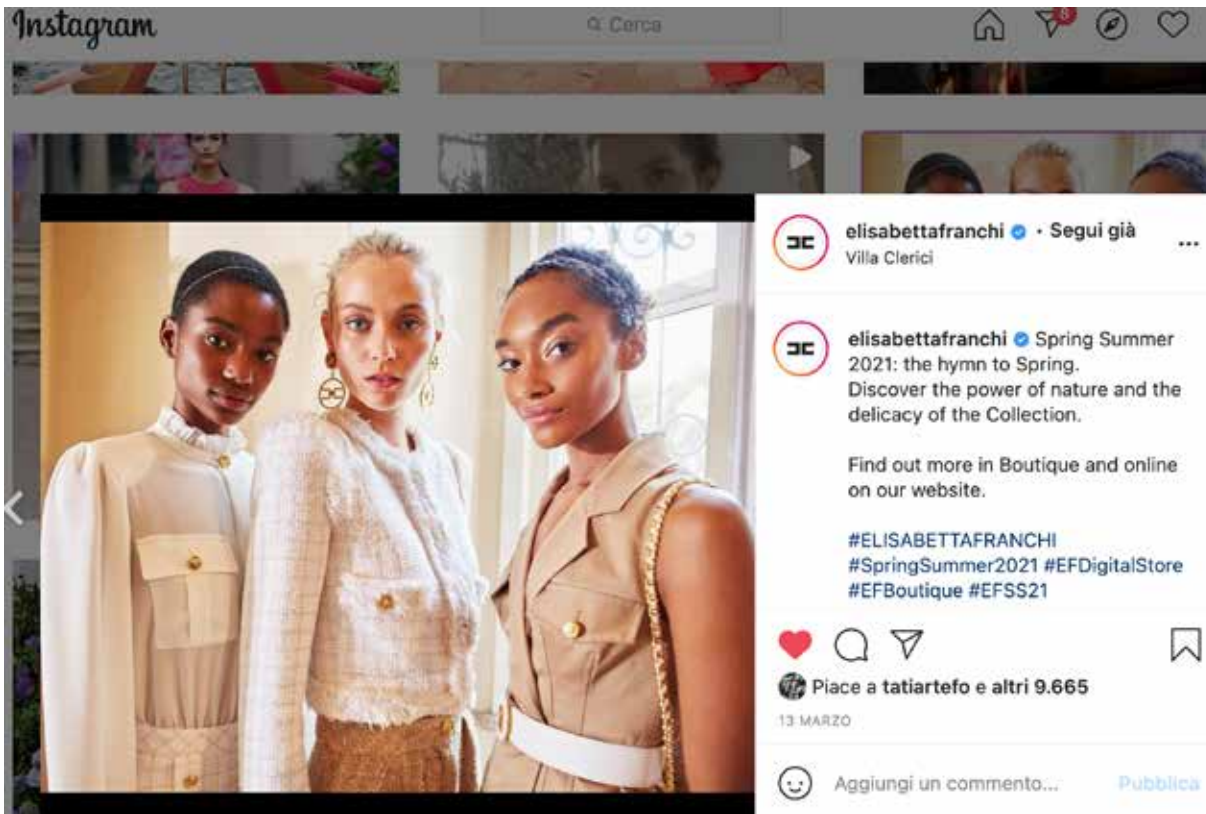 Instagram
Cerca
8
elisabettafranchi · Segui già
Villa Clerici
...
elisabettafranchi Spring Summer
2021: the hymn to Spring.
Discover the power of nature and the
delicacy of the Collection.
Find out more in Boutique and online
on our website.
#ELISABETTAFRANCHI
#SpringSummer2021 #EFDigitalStore
#EFBoutique #EFSS21
Piace a tatiartefo e altri 9.665
13 MARZO
Aggiungi un commento... Pubblica